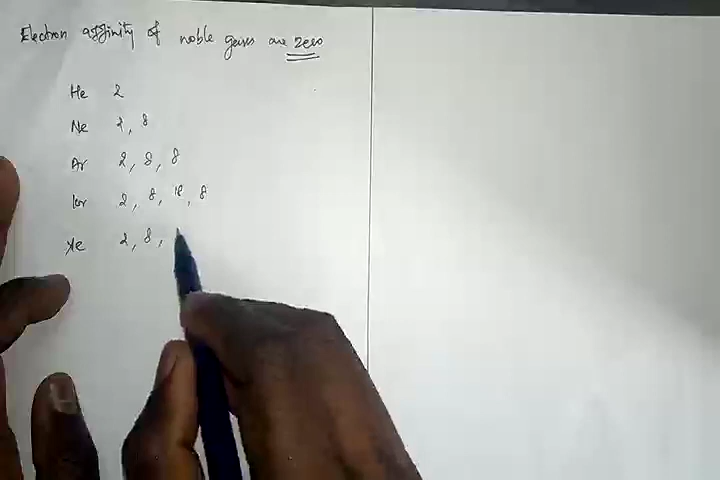 Electron affinity of noble gases are zero
He 2
Ne 2, 8
Ar 2, 8, 8
Kr 2, 8, 18, 8
Xe 2, 8,